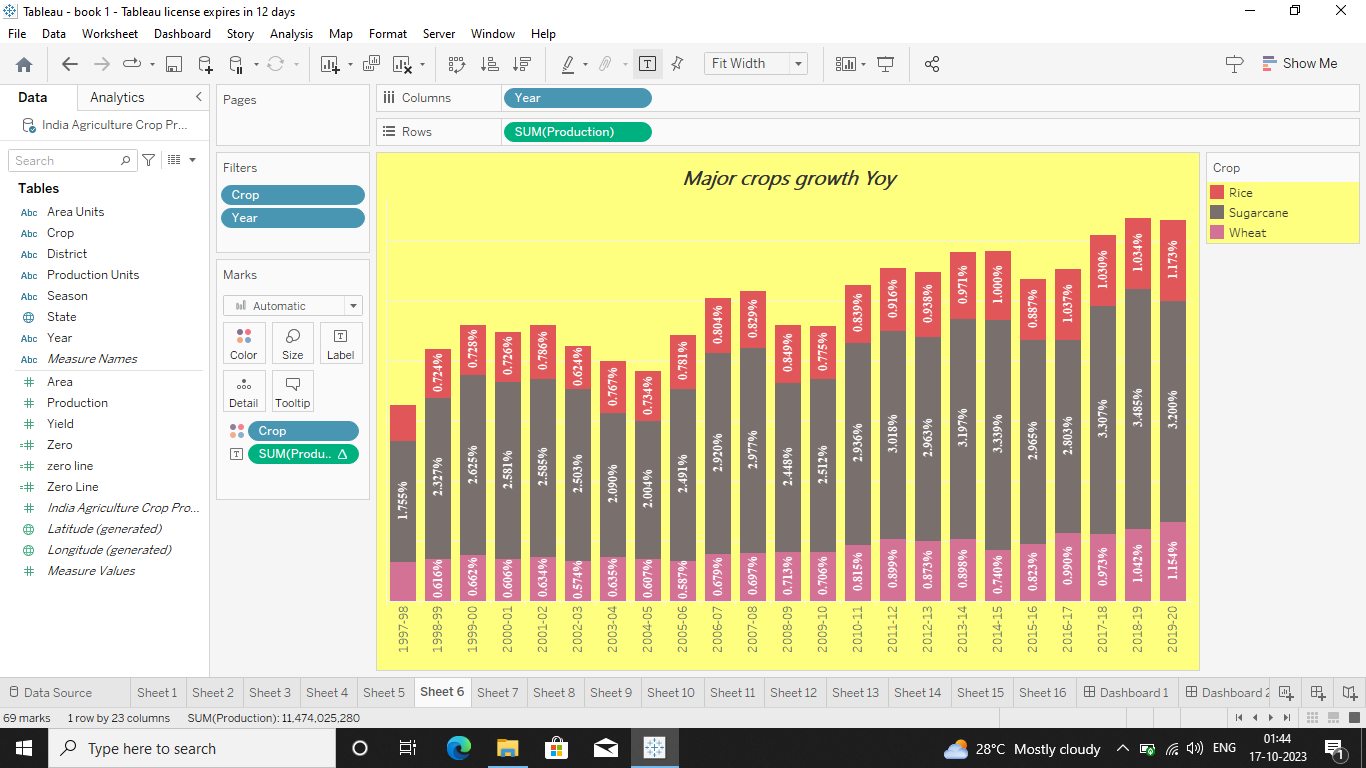 Tableau - book 1 - Tableau license expires in 12 days
File Data Worksheet Dashboard Story Analysis Map Format Server Window Help
Fit Width
Show Me
Data Analytics
India Agriculture Crop Pr...
Search
Tables
Abc Area Units
Abc Crop
Abc District
Abc Production Units
Abc Season
State
Abc Year
Abc Measure Names
Area
Production
Yield
Zero
zero line
Zero Line
India Agriculture Crop Pro...
Latitude (generated)
Longitude (generated)
Measure Values
Pages
Filters
Crop
Year
Marks
Automatic
Color Size Label
Detail Tooltip
Crop
SUM(Produ.. Δ
Columns Year
Rows SUM(Production)
Major crops growth Yoy
0.724% 0.728% 0.726% 0.786% 0.624% 0.767% 0.734% 0.781% 0.804% 0.829% 0.849% 0.775% 0.839% 0.916% 0.938% 0.971% 1.000% 0.887% 1.037% 1.030% 1.034% 1.173%
1.755% 2.327% 2.625% 2.581% 2.585% 2.503% 2.090% 2.004% 2.491% 2.920% 2.977% 2.448% 2.512% 2.936% 3.018% 2.963% 3.197% 3.339% 2.965% 2.803% 3.307% 3.485% 3.200%
0.616% 0.662% 0.606% 0.634% 0.574% 0.635% 0.607% 0.587% 0.679% 0.697% 0.713% 0.706% 0.815% 0.899% 0.873% 0.898% 0.740% 0.823% 0.990% 0.973% 1.042% 1.154%
1997-98 1998-99 1999-00 2000-01 2001-02 2002-03 2003-04 2004-05 2005-06 2006-07 2007-08 2008-09 2009-10 2010-11 2011-12 2012-13 2013-14 2014-15 2015-16 2016-17 2017-18 2018-19 2019-20
Crop
Rice
Sugarcane
Wheat
Data Source Sheet 1 Sheet 2 Sheet 3 Sheet 4 Sheet 5 Sheet 6 Sheet 7 Sheet 8 Sheet 9 Sheet 10 Sheet 11 Sheet 12 Sheet 13 Sheet 14 Sheet 15 Sheet 16 Dashboard 1 Dashboard 2
69 marks 1 row by 23 columns SUM(Production): 11,474,025,280
Type here to search
28°C Mostly cloudy
ENG
01:44
17-10-2023
1